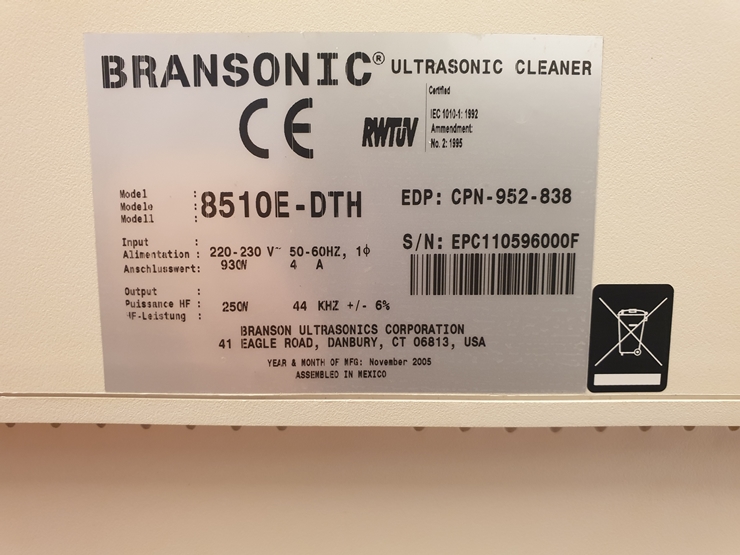 BRANSONIC® ULTRASONIC CLEANER
CE
RWTÜV
Certified
IEC 1010-1: 1992
Ammendment:
No. 2: 1995
Model :
Modele : 8510E-DTH
Modell :
EDP: CPN-952-838
Input :
Alimentation : 220-230 V~ 50-60HZ, 1ϕ
Anschlusswert: 930W 4 A
S/N: EPC110596000F
Output :
Puissance HF : 250W 44 KHZ +/- 6%
HF-Leistung :
BRANSON ULTRASONICS CORPORATION
41 EAGLE ROAD, DANBURY, CT 06813, USA
YEAR & MONTH OF MFG: November 2005
ASSEMBLED IN MEXICO